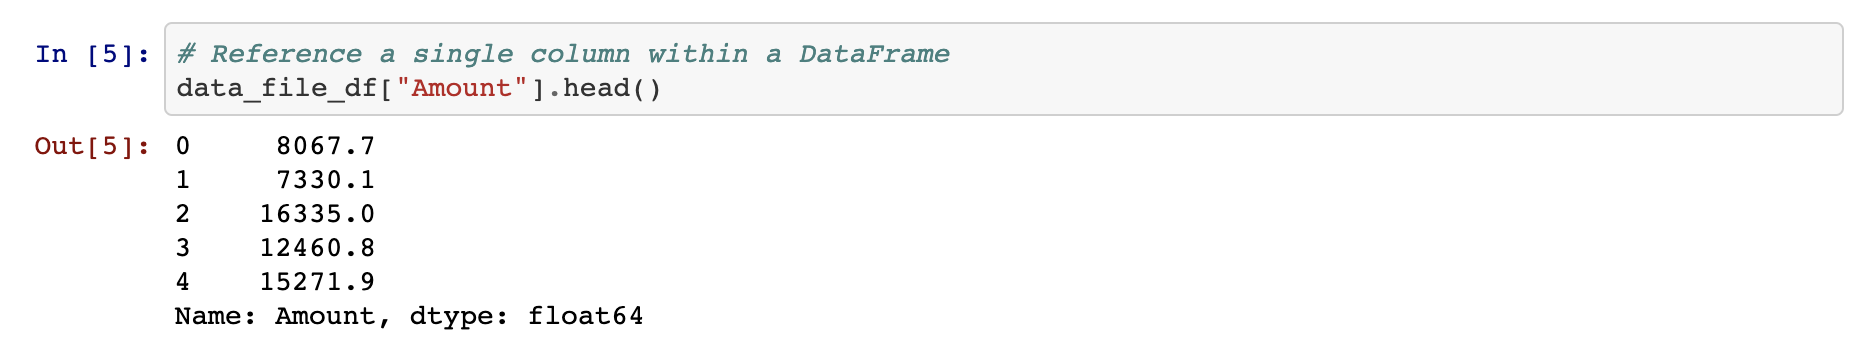 In [5]: # Reference a single column within a DataFrame
data_file_df["Amount"].head()
Out[5]: 0     8067.7
1     7330.1
2    16335.0
3    12460.8
4    15271.9
Name: Amount, dtype: float64